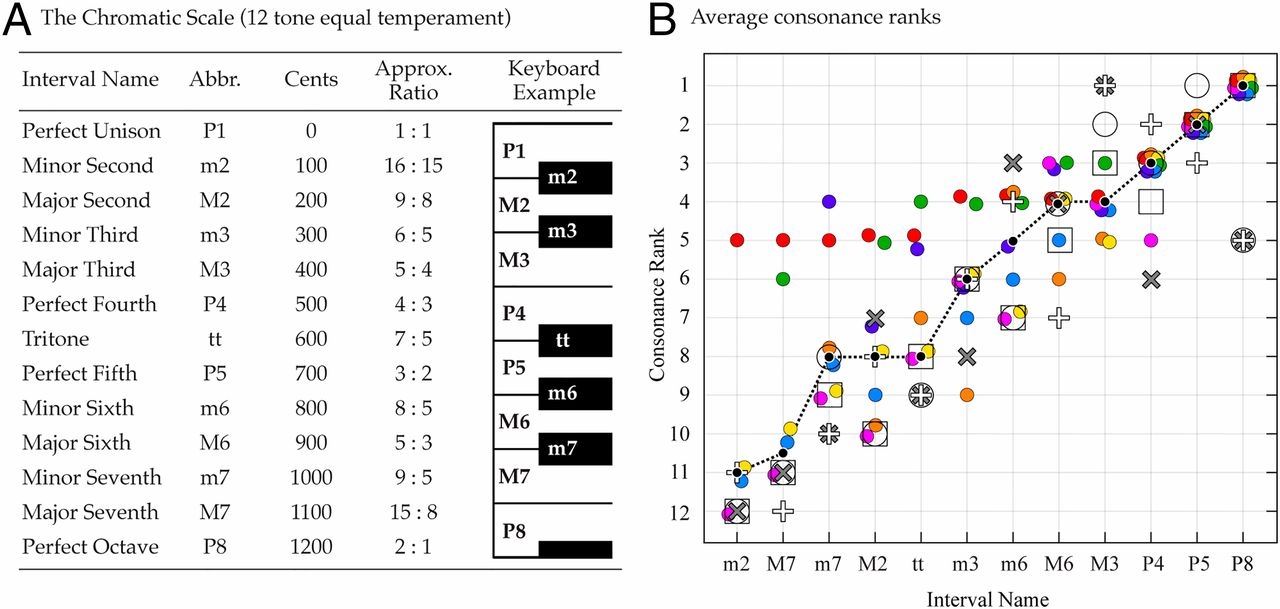 A The Chromatic Scale (12 tone equal temperament)
Interval Name Abbr. Cents Approx. Ratio Keyboard Example
Perfect Unison P1 0 1 : 1
Minor Second m2 100 16 : 15
Major Second M2 200 9 : 8
Minor Third m3 300 6 : 5
Major Third M3 400 5 : 4
Perfect Fourth P4 500 4 : 3
Tritone tt 600 7 : 5
Perfect Fifth P5 700 3 : 2
Minor Sixth m6 800 8 : 5
Major Sixth M6 900 5 : 3
Minor Seventh m7 1000 9 : 5
Major Seventh M7 1100 15 : 8
Perfect Octave P8 1200 2 : 1
P1
m2
M2
m3
M3
P4
tt
P5
m6
M6
m7
M7
P8
B Average consonance ranks
Consonance Rank
1
2
3
4
5
6
7
8
9
10
11
12
m2 M7 m7 M2 tt m3 m6 M6 M3 P4 P5 P8
Interval Name